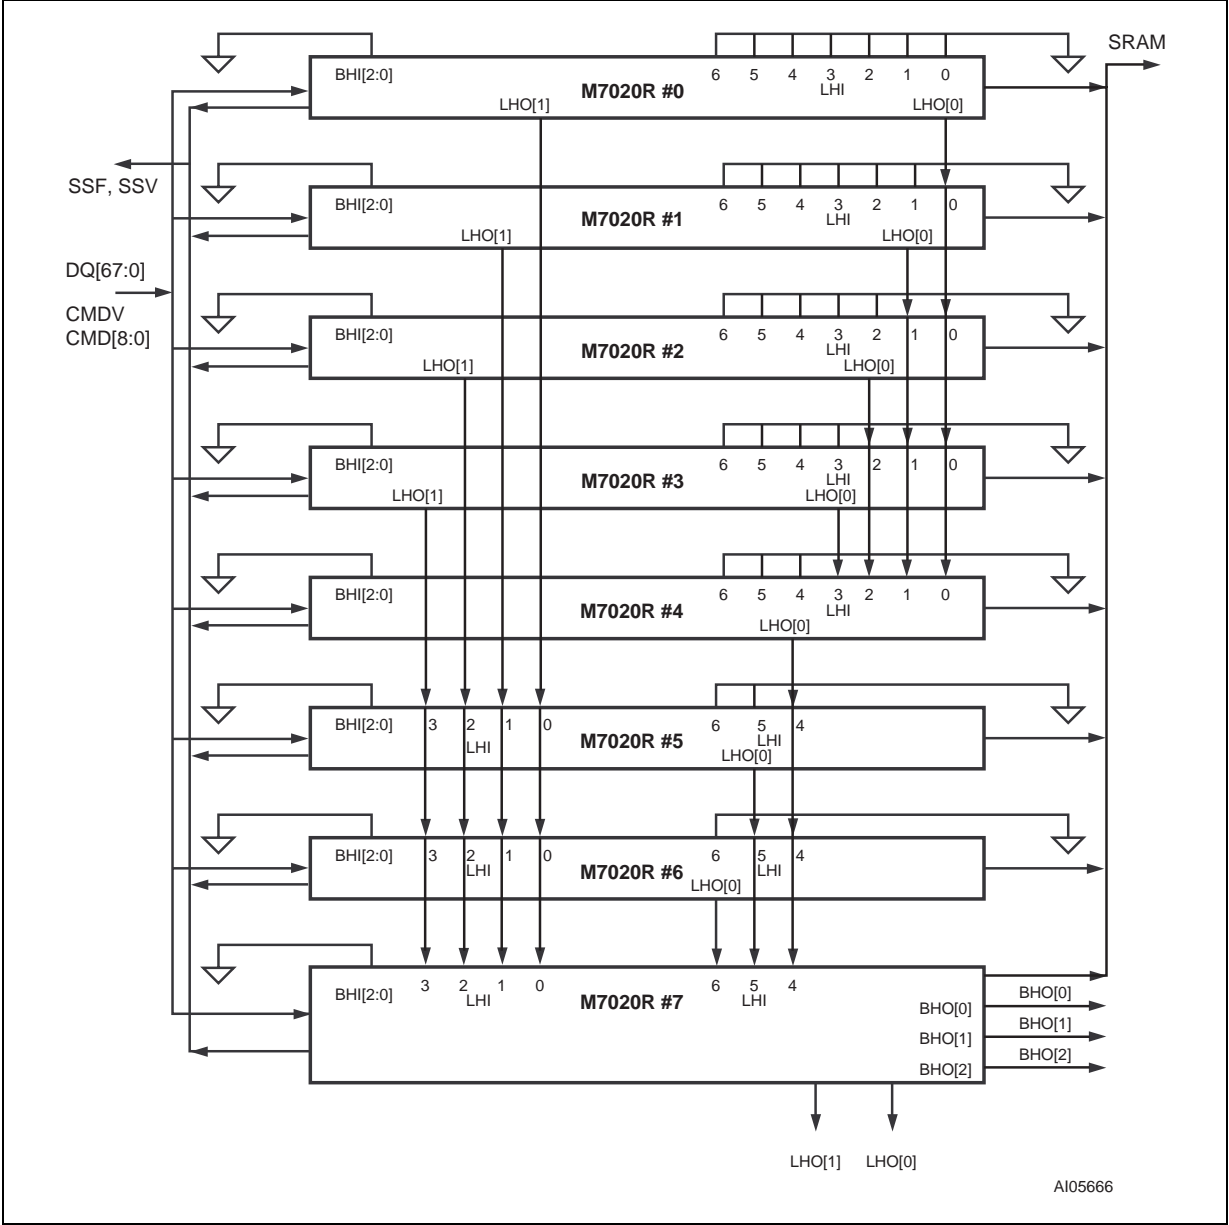 SRAM
BHI[2:0] 6 5 4 3 2 1 0
M7020R #0 LHI
LHO[1] LHO[0]
SSF, SSV
BHI[2:0] 6 5 4 3 2 1 0
M7020R #1 LHI
LHO[1] LHO[0]
DQ[67:0]
CMDV
CMD[8:0]
BHI[2:0] 6 5 4 3 2 1 0
M7020R #2 LHI
LHO[1] LHO[0]
BHI[2:0] 6 5 4 3 2 1 0
M7020R #3 LHI
LHO[1] LHO[0]
BHI[2:0] 6 5 4 3 2 1 0
M7020R #4 LHI
LHO[0]
BHI[2:0] 3 2 1 0 6 5 4
LHI M7020R #5 LHI
LHO[0]
BHI[2:0] 3 2 1 0 6 5 4
LHI M7020R #6 LHI
LHO[0]
3 2 1 0 6 5 4
BHI[2:0] LHI M7020R #7 LHI
BHO[0] BHO[0]
BHO[1] BHO[1]
BHO[2] BHO[2]
LHO[1] LHO[0]
AI05666